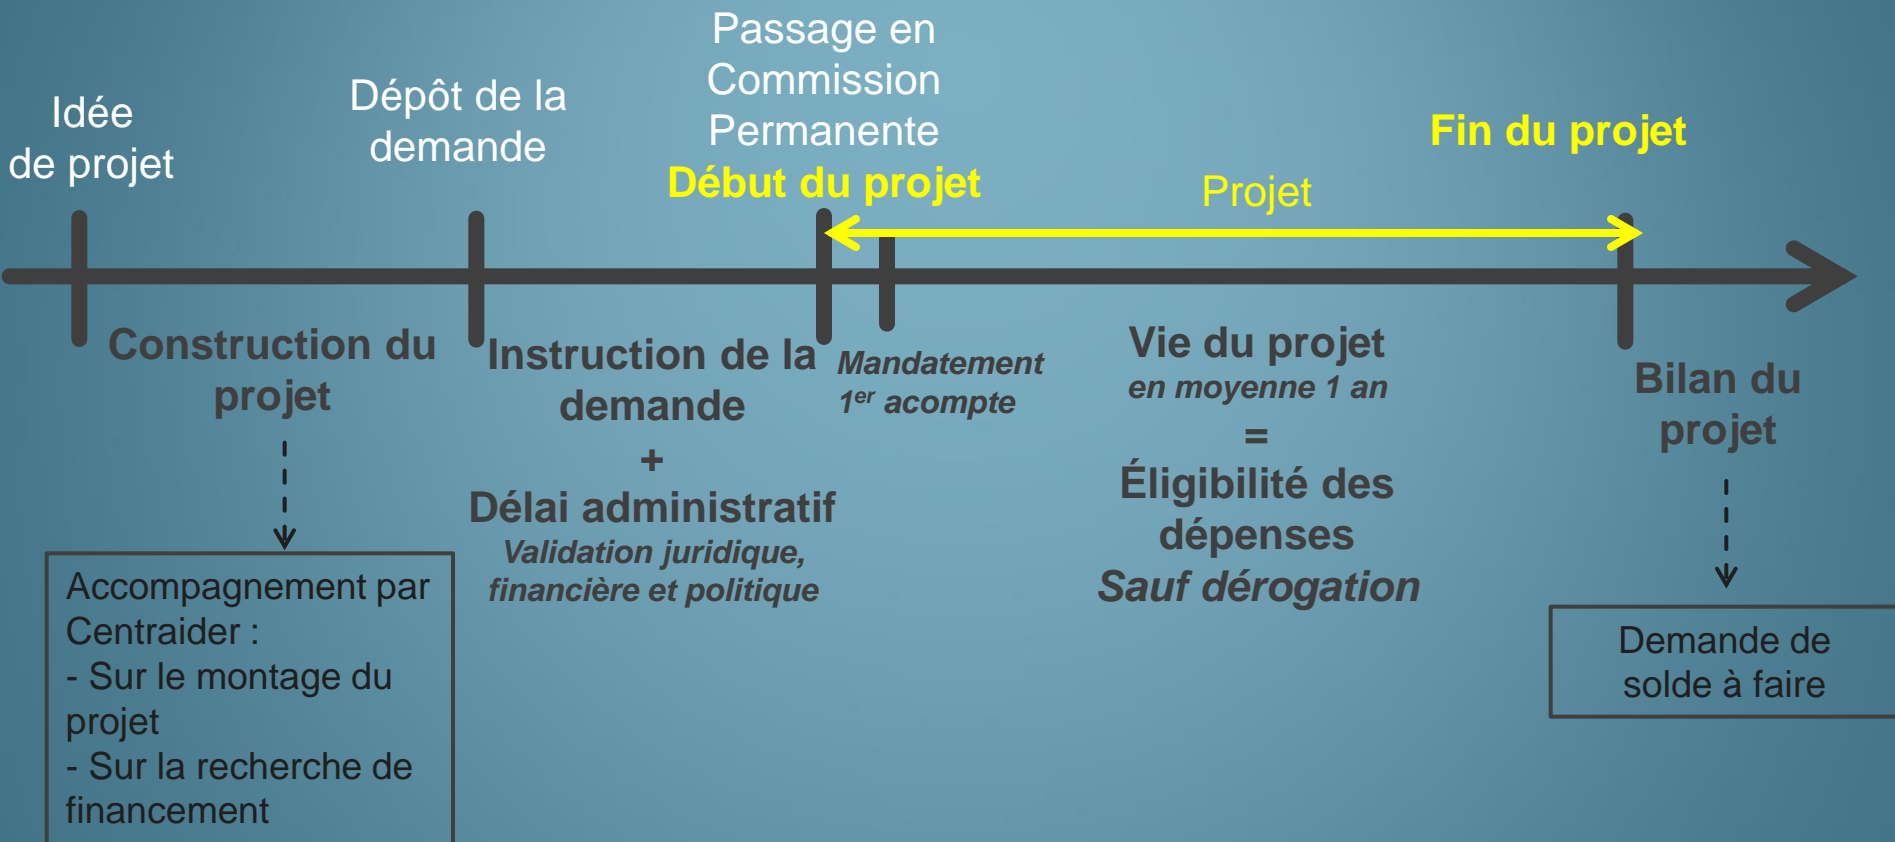 Idée
de projet
Dépôt de la
demande
Passage en
Commission
Permanente
Début du projet
Projet
Fin du projet
Construction du
projet
Instruction de la
demande
+
Délai administratif
Validation juridique,
financière et politique
Mandatement
1er acompte
Vie du projet
en moyenne 1 an
=
Éligibilité des
dépenses
Sauf dérogation
Bilan du
projet
Accompagnement par
Centraider :
- Sur le montage du
projet
- Sur la recherche de
financement
Demande de
solde à faire